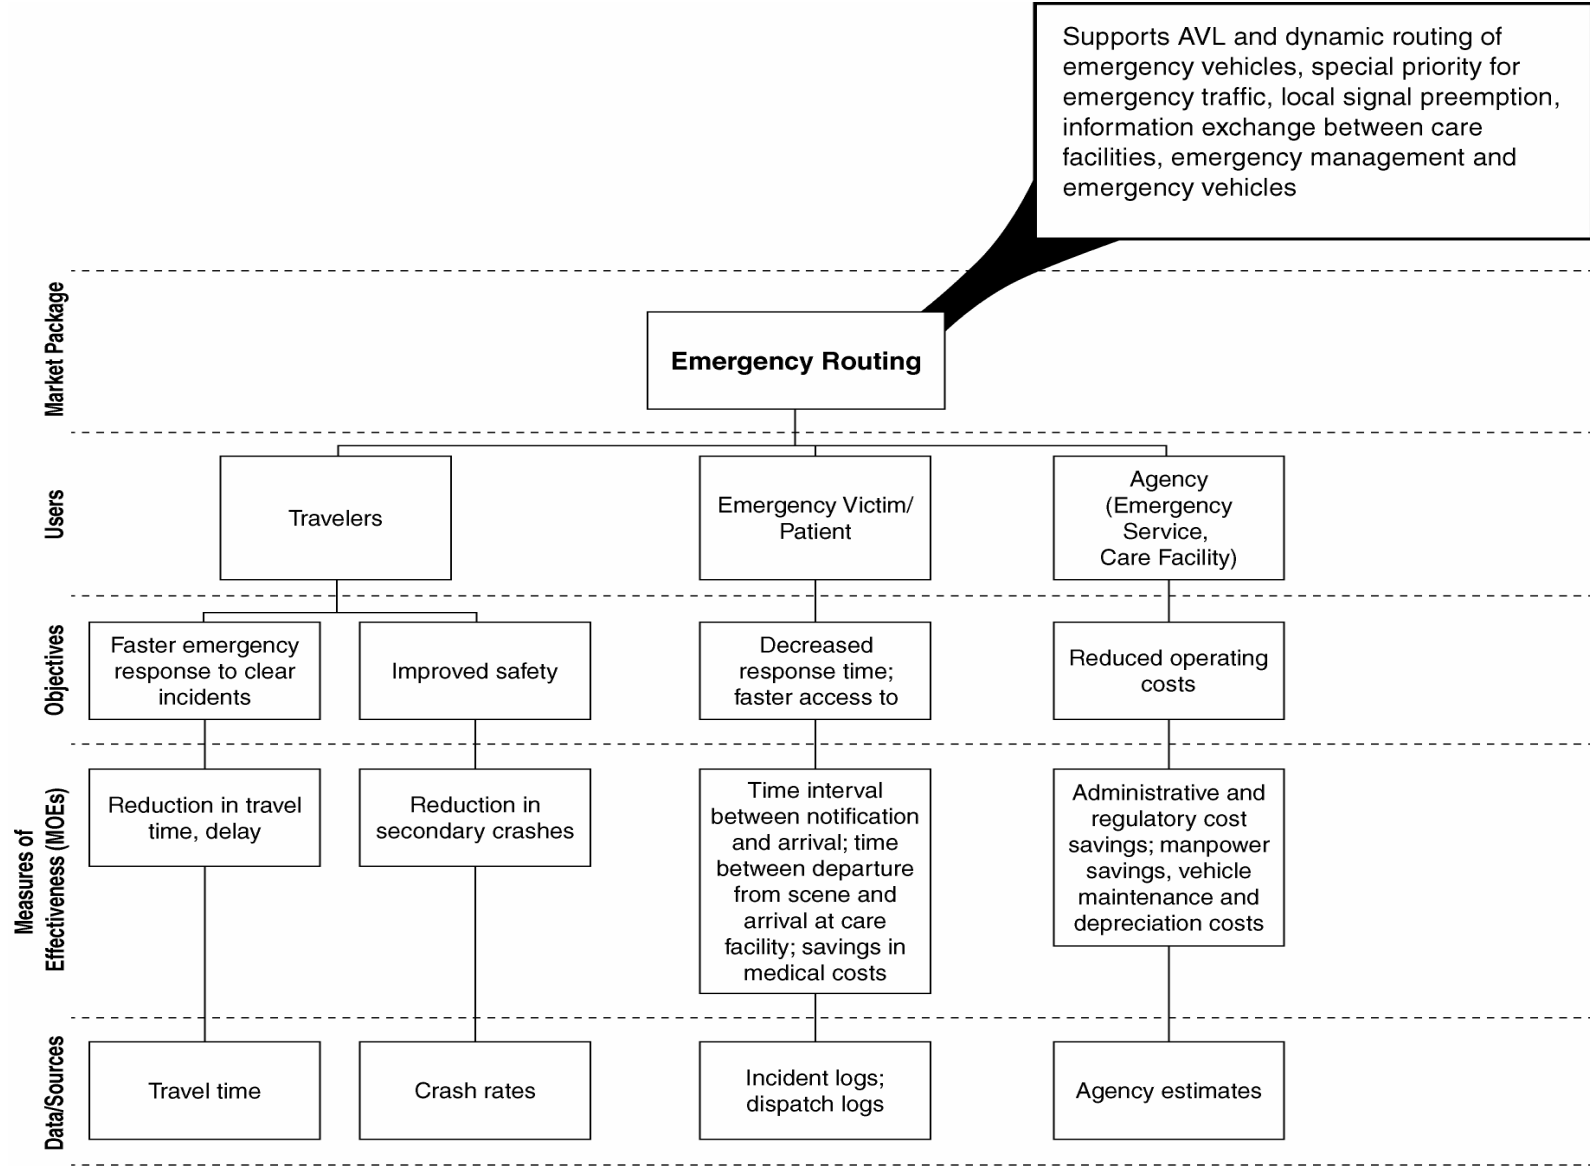 Supports AVL and dynamic routing of
emergency vehicles, special priority for
emergency traffic, local signal preemption,
information exchange between care
facilities, emergency management and
emergency vehicles
Market Package
Emergency Routing
Users
Travelers
Emergency Victim/
Patient
Agency
(Emergency
Service,
Care Facility)
Objectives
Faster emergency
response to clear
incidents
Improved safety
Decreased
response time;
faster access to
Reduced operating
costs
Measures of
Effectiveness (MOEs)
Reduction in travel
time, delay
Reduction in
secondary crashes
Time interval
between notification
and arrival; time
between departure
from scene and
arrival at care
facility; savings in
medical costs
Administrative and
regulatory cost
savings; manpower
savings, vehicle
maintenance and
depreciation costs
Data/Sources
Travel time
Crash rates
Incident logs;
dispatch logs
Agency estimates